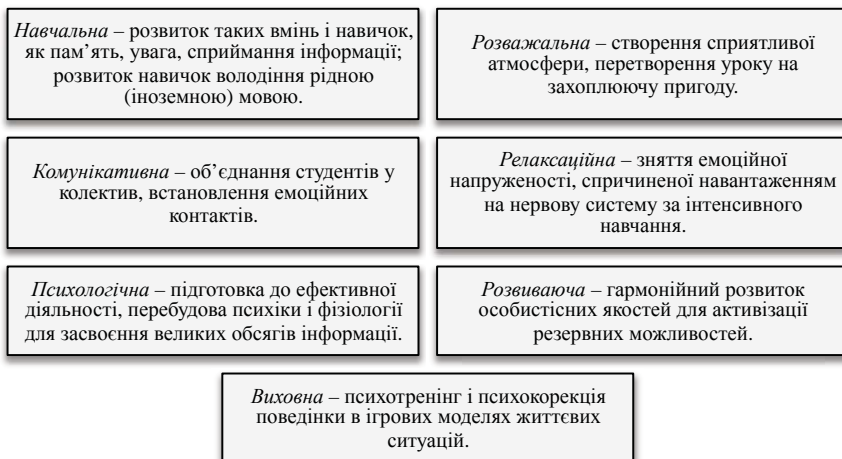 Навчальна – розвиток таких вмінь і навичок,
як пам’ять, увага, сприймання інформації;
розвиток навичок володіння рідною
(іноземною) мовою.
Розважальна – створення сприятливої
атмосфери, перетворення уроку на
захоплюючу пригоду.
Комунікативна – об’єднання студентів у
колектив, встановлення емоційних
контактів.
Релаксаційна – зняття емоційної
напруженості, спричиненої навантаженням
на нервову систему за інтенсивного
навчання.
Психологічна – підготовка до ефективної
діяльності, перебудова психіки і фізіології
для засвоєння великих обсягів інформації.
Розвиваюча – гармонійний розвиток
особистісних якостей для активізації
резервних можливостей.
Виховна – психотренінг і психокорекція
поведінки в ігрових моделях життєвих
ситуацій.